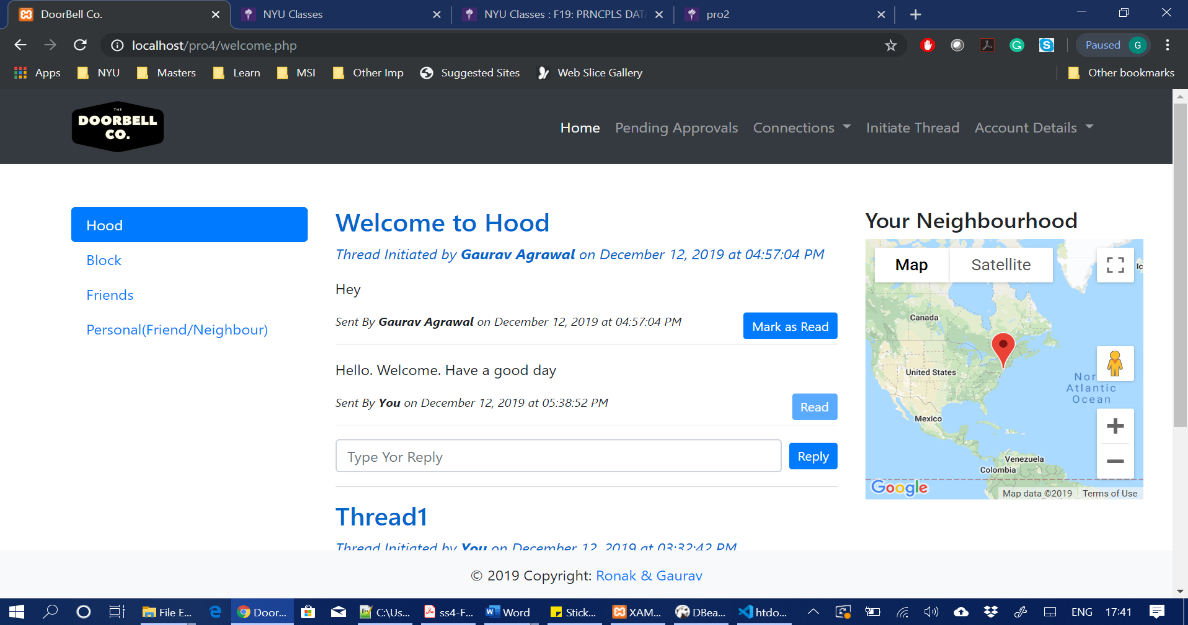 DoorBell Co.
NYU Classes
NYU Classes : F19: PRNCPLS DAT
pro2
localhost/pro4/welcome.php
Paused G
Apps NYU Masters Learn MSI Other Imp Suggested Sites Web Slice Gallery Other bookmarks
THE
DOORBELL
CO.
Home Pending Approvals Connections Initiate Thread Account Details
Hood
Block
Friends
Personal(Friend/Neighbour)
Welcome to Hood
Thread Initiated by Gaurav Agrawal on December 12, 2019 at 04:57:04 PM
Hey
Sent By Gaurav Agrawal on December 12, 2019 at 04:57:04 PM
Mark as Read
Hello. Welcome. Have a good day
Sent By You on December 12, 2019 at 05:38:52 PM
Read
Type Yor Reply
Reply
Thread1
Thread Initiated by You on December 12, 2019 at 03:32:42 PM
Your Neighbourhood
Map Satellite
Ic
Canada
United States
Nor
Atlantic
Ocean
Mexico
Venezuela
Colombia
Google
Map data ©2019 Terms of Use
© 2019 Copyright: Ronak & Gaurav
File E... Door... C:\Us... ss4-F... Word Stick... XAM... DBea... htdo... ENG 17:41